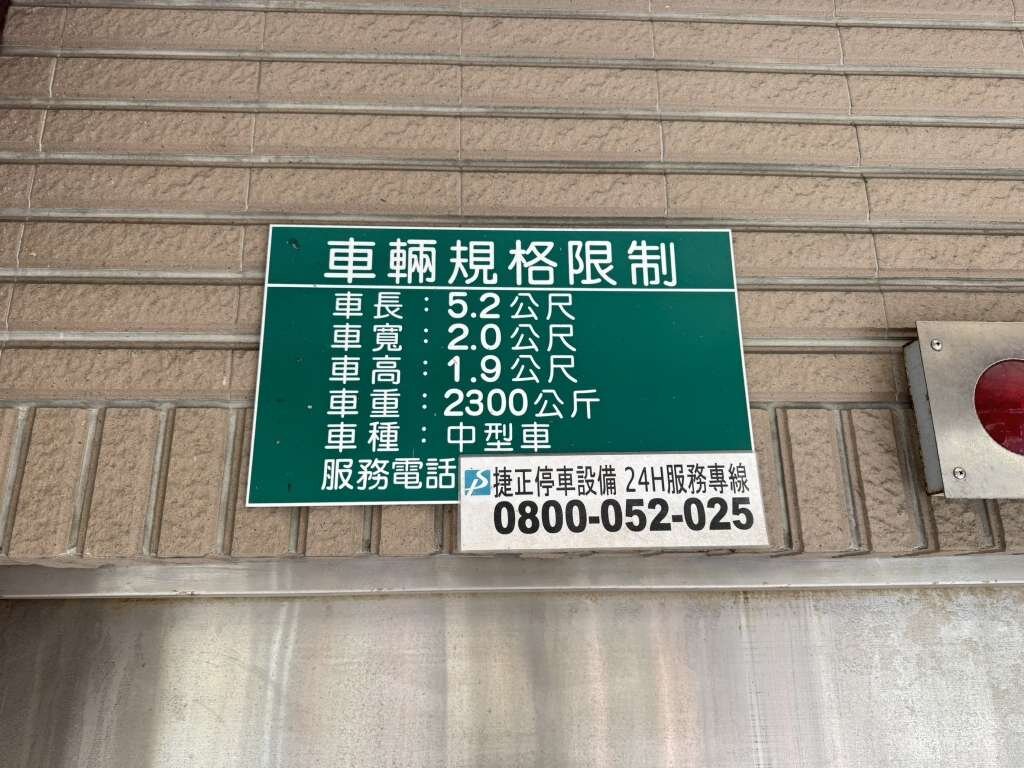 車輛規格限制
車長：5.2公尺
車寬：2.0公尺
車高：1.9公尺
車重：2300公斤
車種：中型車
服務電話
捷正停車設備 24H服務專線
0800-052-025